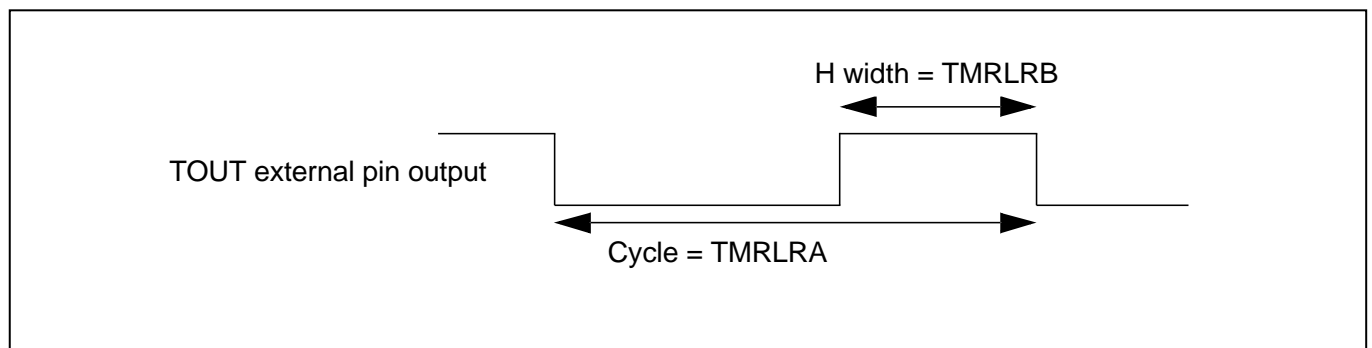 H width = TMRLRB
TOUT external pin output
Cycle = TMRLRA